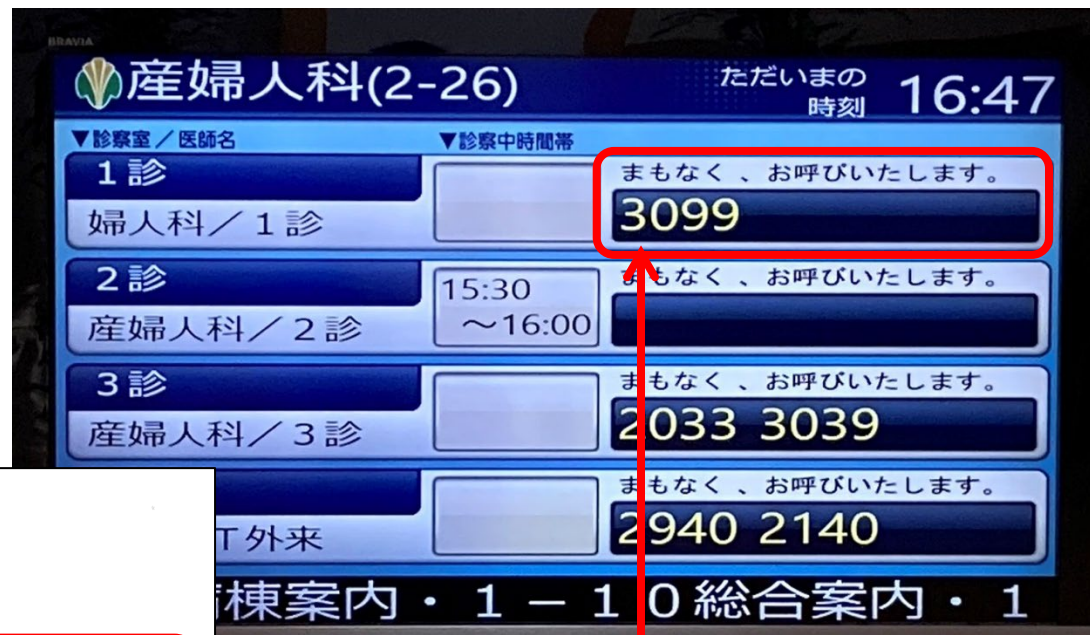 BRAVIA
産婦人科(2-26) ただいまの時刻 16:47
▼診察室／医師名 ▼診察中時間帯
1診 まもなく、お呼びいたします。
婦人科／1診 3099
2診 15:30 まもなく、お呼びいたします。
産婦人科／2診 ～16:00
3診 まもなく、お呼びいたします。
産婦人科／3診 2033 3039
まもなく、お呼びいたします。
T外来 2940 2140
棟案内・1－10総合案内・1